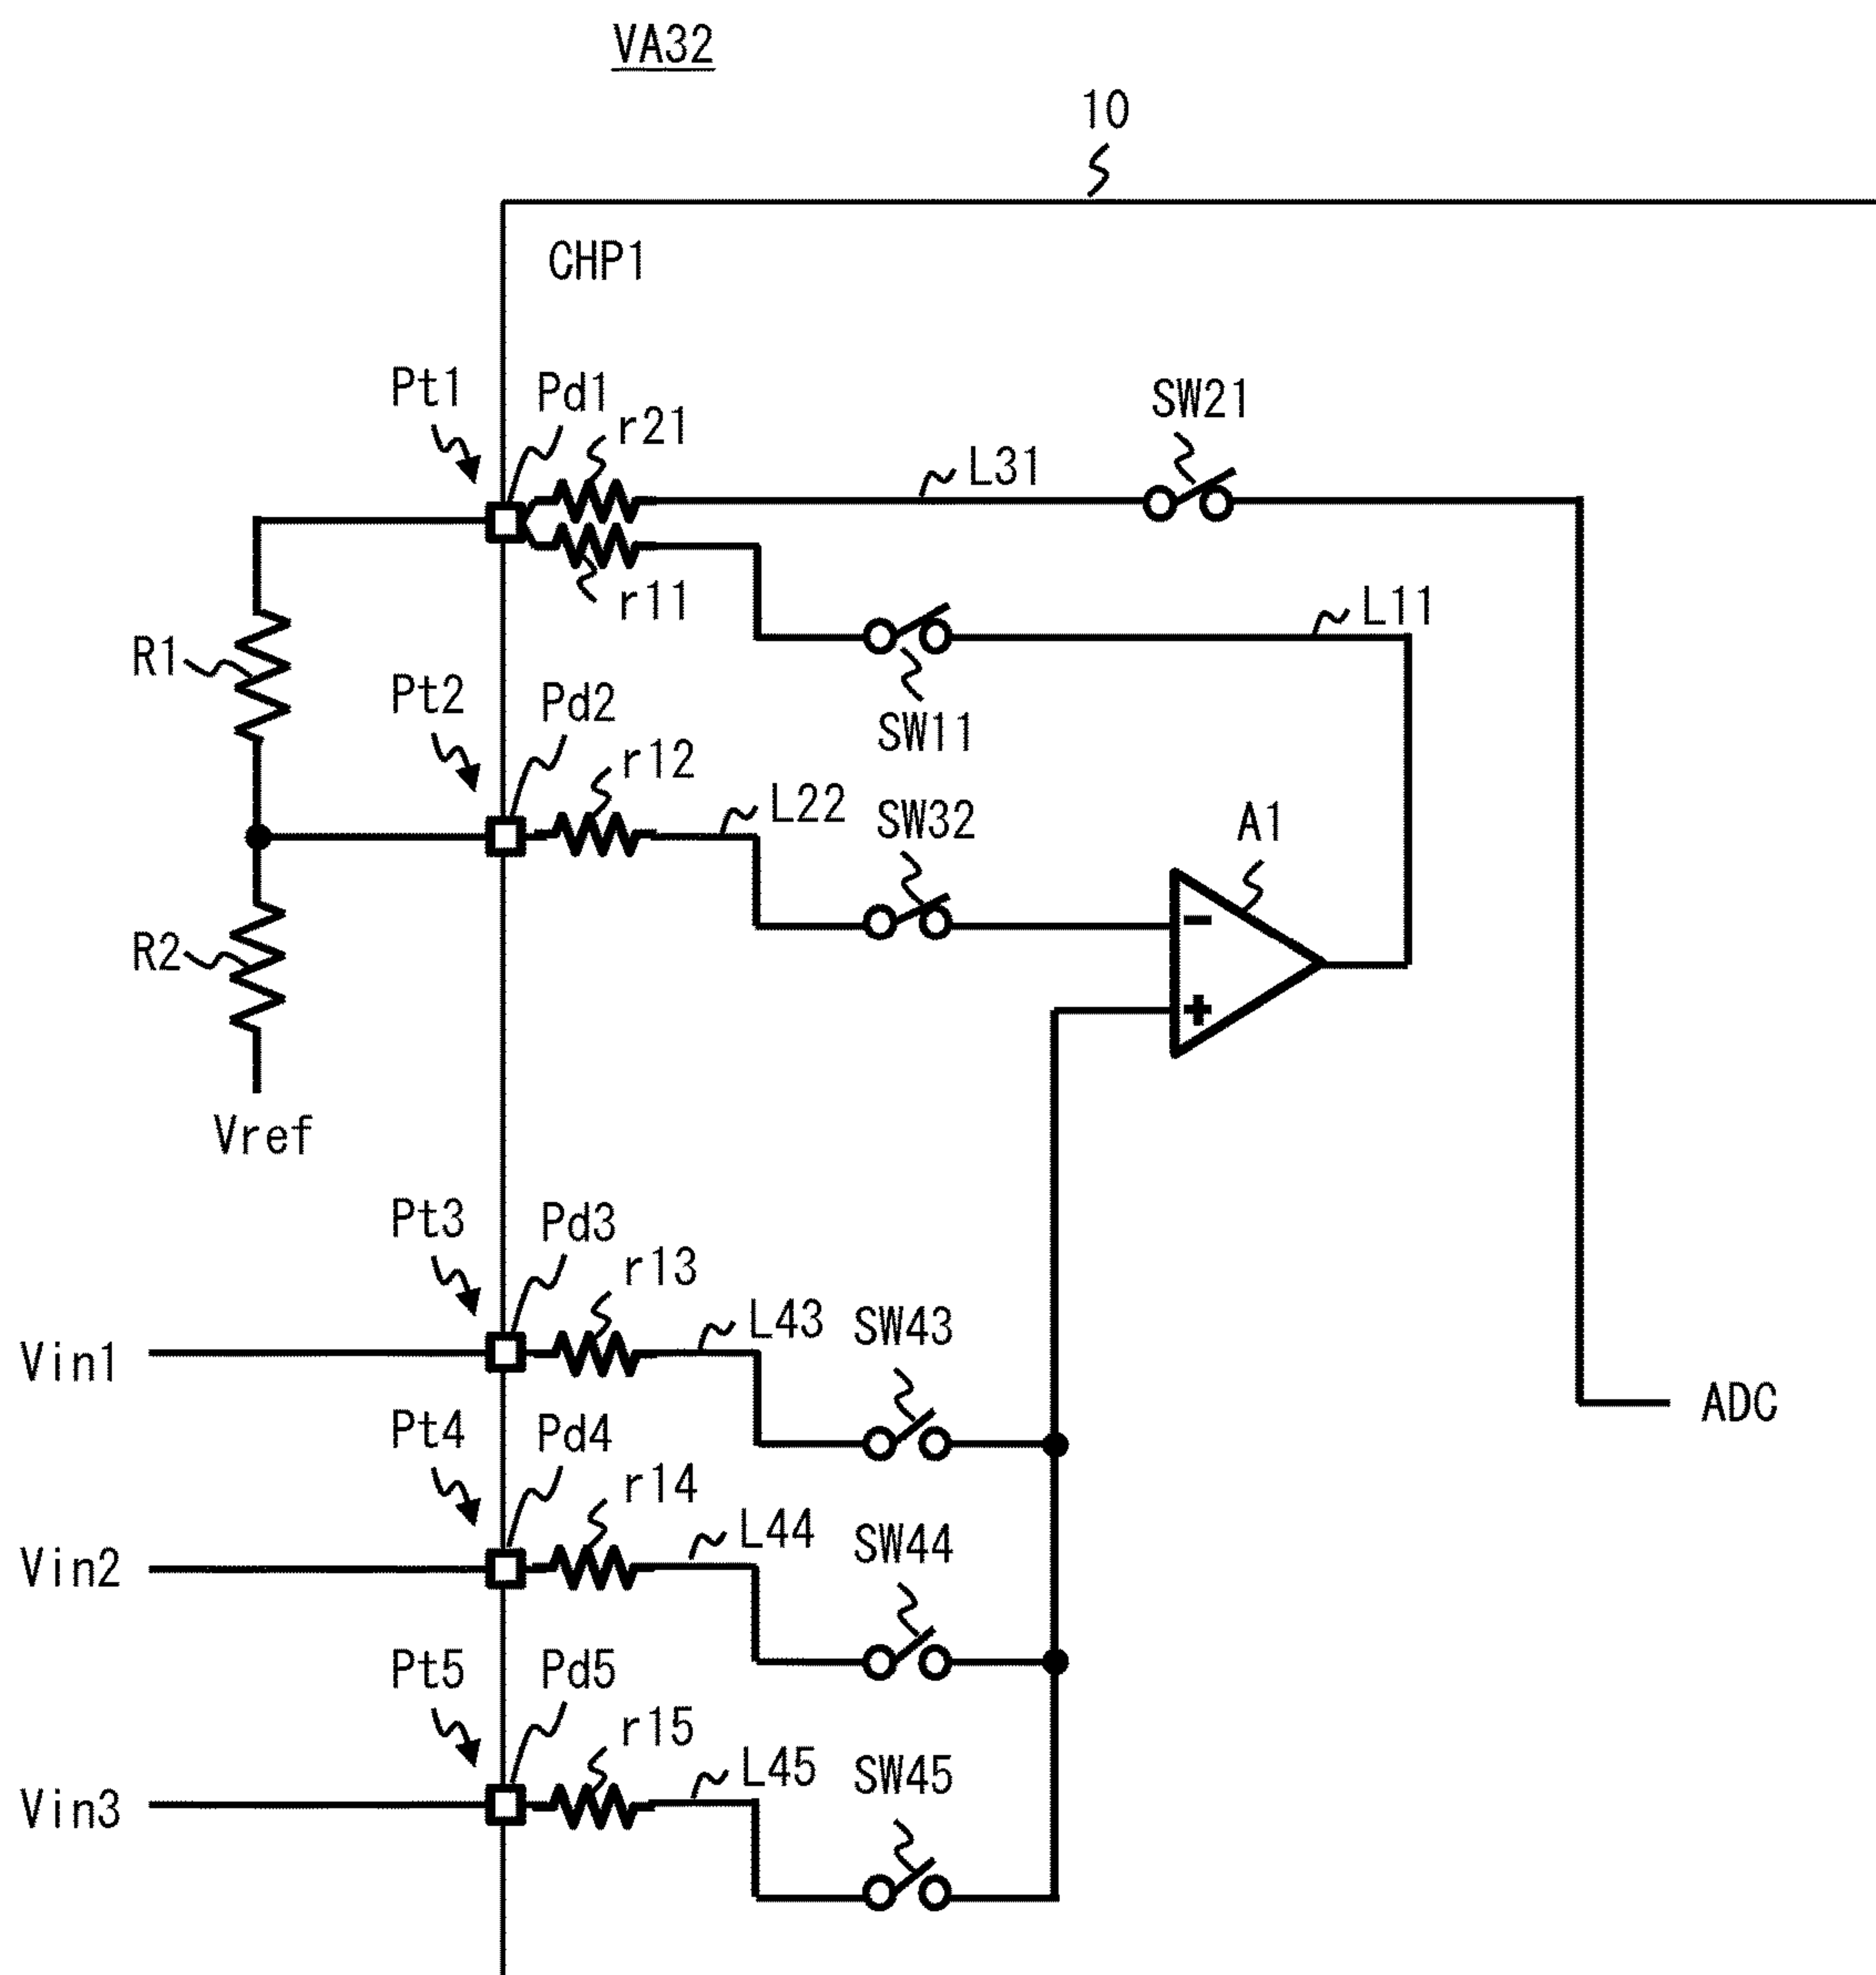 VA32
10
CHP1
Pt1
Pd1
r21
L31
SW21
r11
L11
R1
SW11
Pt2
Pd2
r12
L22
SW32
A1
−
+
R2
Vref
Pt3
Pd3
r13
L43
SW43
Vin1
ADC
Pt4
Pd4
r14
L44
SW44
Vin2
Pt5
Pd5
r15
L45
SW45
Vin3